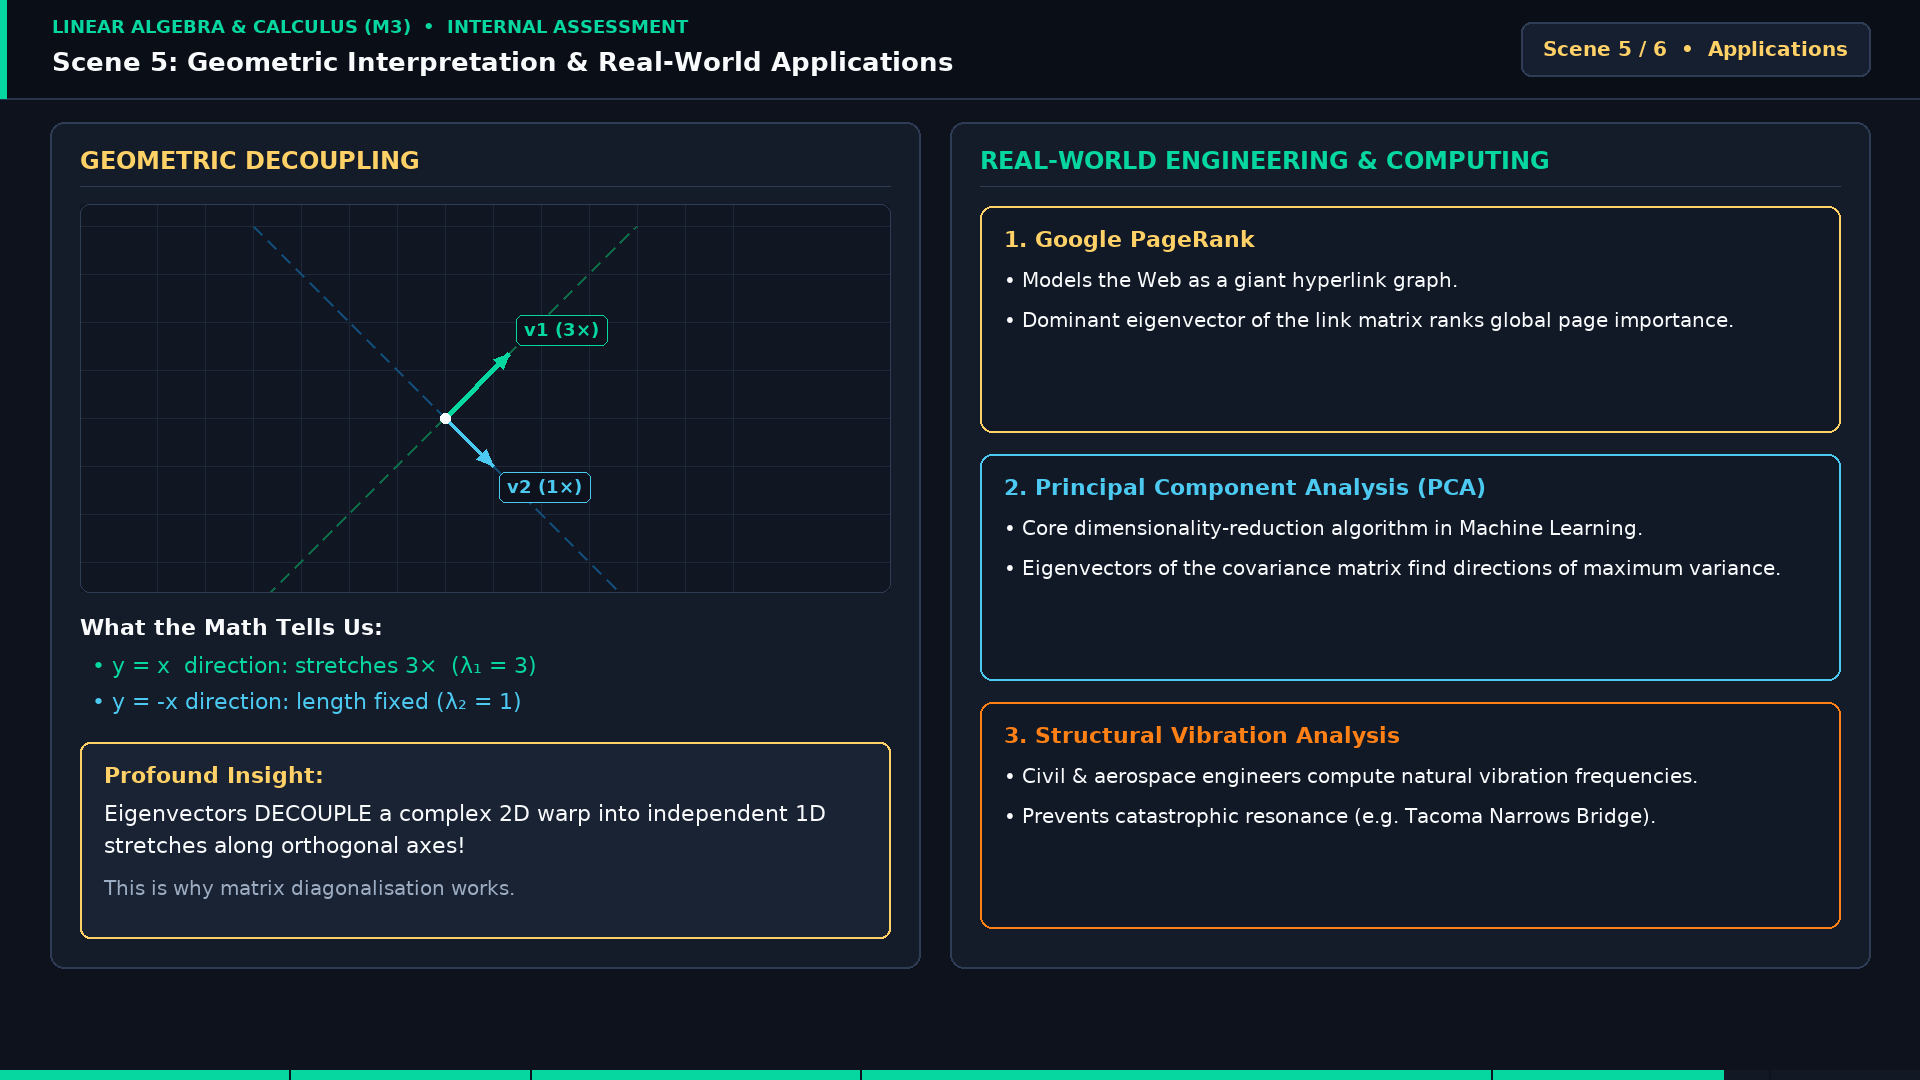 LINEAR ALGEBRA & CALCULUS (M3) • INTERNAL ASSESSMENT
Scene 5: Geometric Interpretation & Real-World Applications
Scene 5 / 6 • Applications
GEOMETRIC DECOUPLING
v1 (3×)
v2 (1×)
What the Math Tells Us:
• y = x direction: stretches 3× (λ₁ = 3)
• y = -x direction: length fixed (λ₂ = 1)
Profound Insight:
Eigenvectors DECOUPLE a complex 2D warp into independent 1D
stretches along orthogonal axes!
This is why matrix diagonalisation works.
REAL-WORLD ENGINEERING & COMPUTING
1. Google PageRank
• Models the Web as a giant hyperlink graph.
• Dominant eigenvector of the link matrix ranks global page importance.
2. Principal Component Analysis (PCA)
• Core dimensionality-reduction algorithm in Machine Learning.
• Eigenvectors of the covariance matrix find directions of maximum variance.
3. Structural Vibration Analysis
• Civil & aerospace engineers compute natural vibration frequencies.
• Prevents catastrophic resonance (e.g. Tacoma Narrows Bridge).